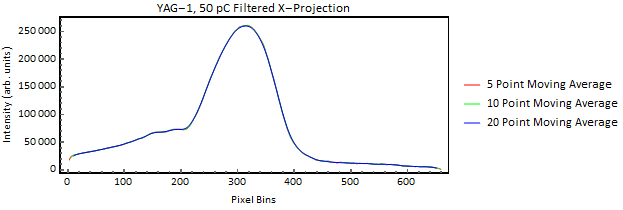 YAG-1, 50 pC Filtered X-Projection
Intensity (arb. units)
250 000
200 000
150 000
100 000
50 000
0
0 100 200 300 400 500 600
Pixel Bins
5 Point Moving Average
10 Point Moving Average
20 Point Moving Average